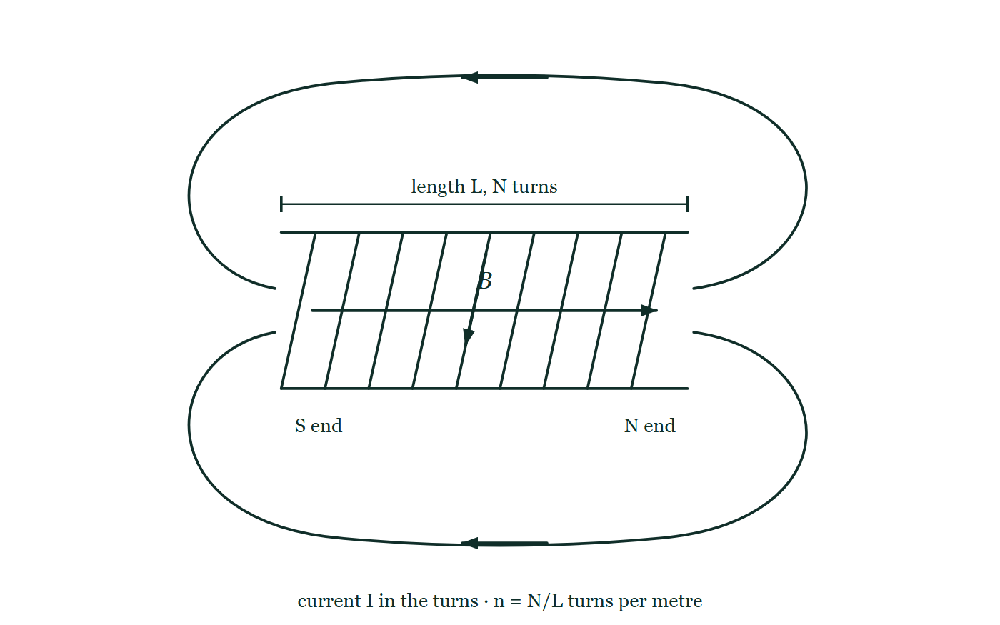 length L, N turns
B
S end
N end
current I in the turns · n = N/L turns per metre